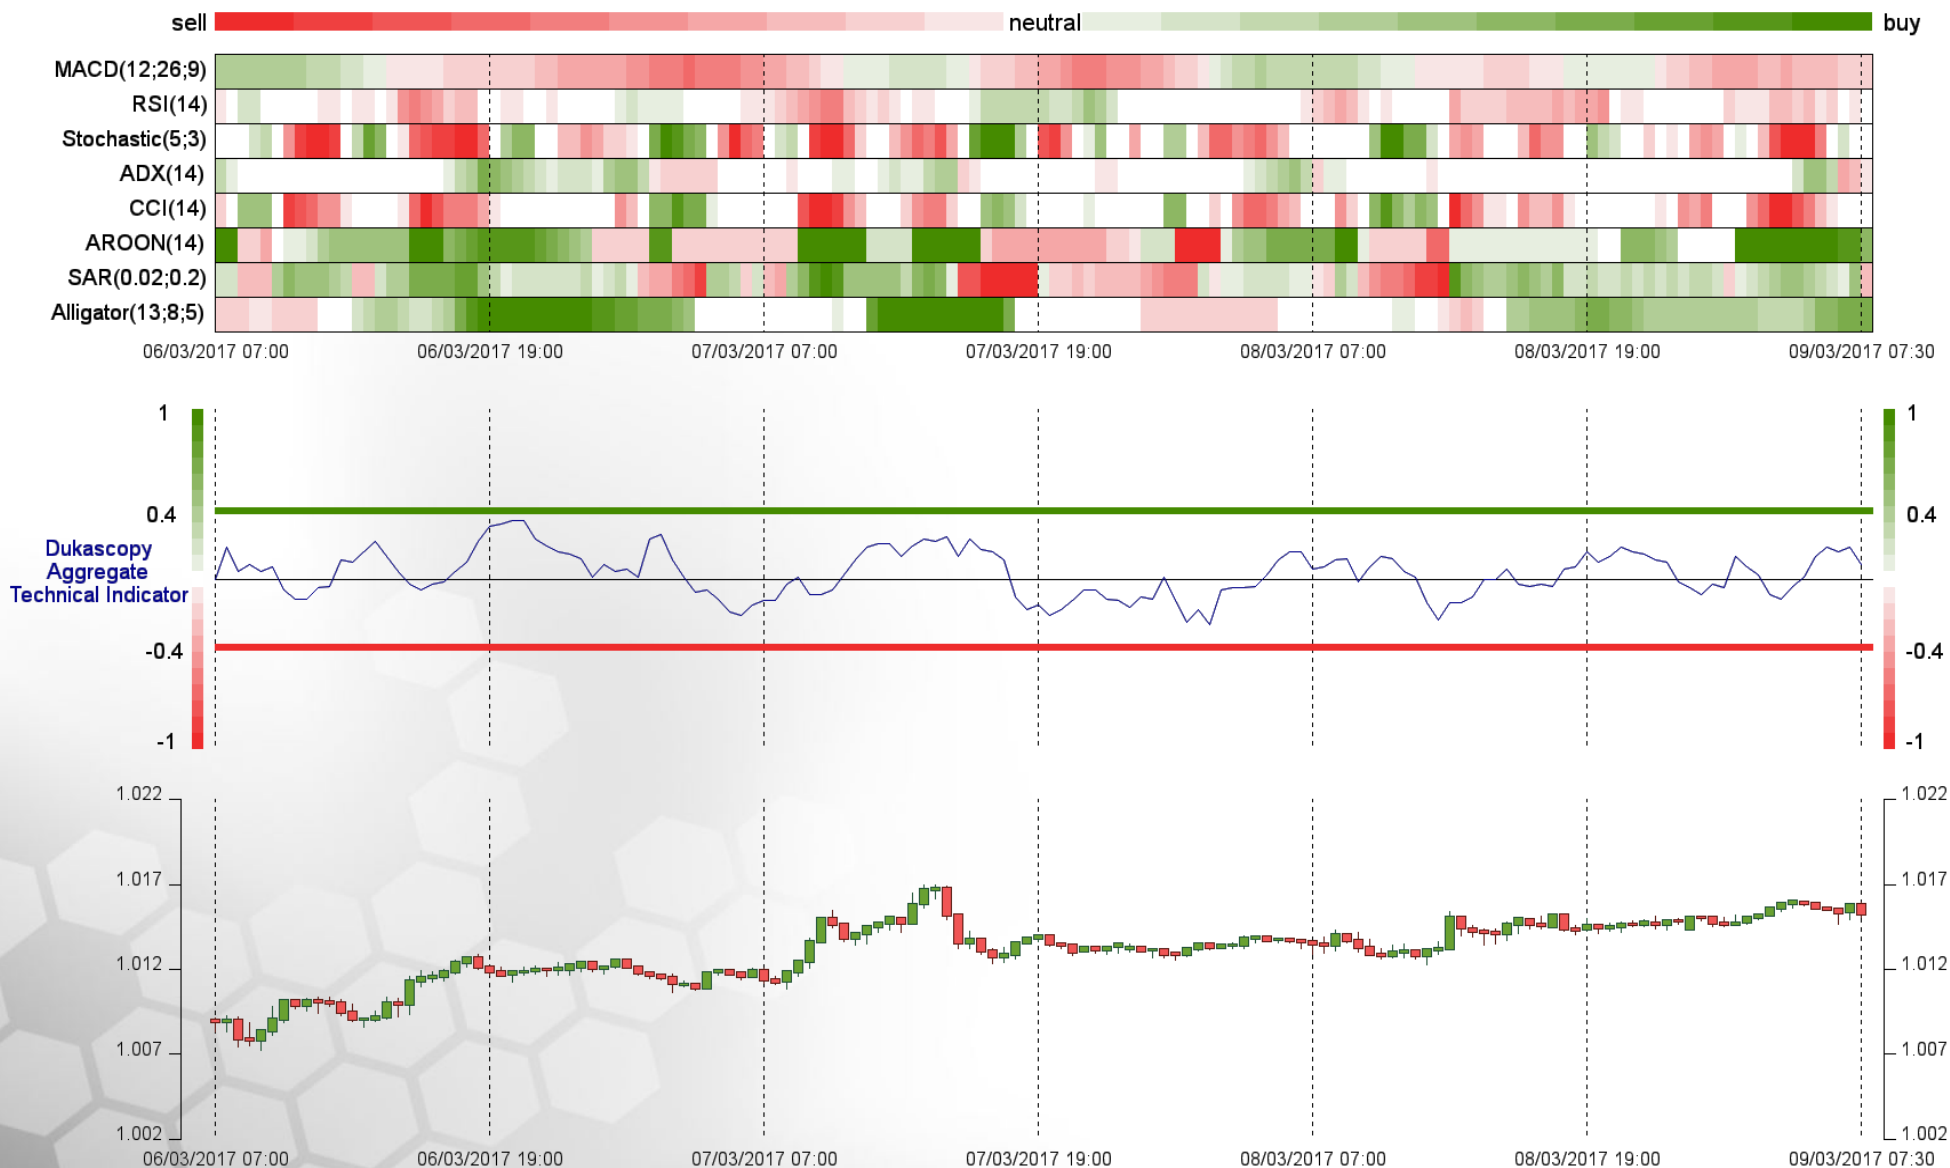 sell neutral buy
MACD(12;26;9)
RSI(14)
Stochastic(5;3)
ADX(14)
CCI(14)
AROON(14)
SAR(0.02;0.2)
Alligator(13;8;5)
06/03/2017 07:00 06/03/2017 19:00 07/03/2017 07:00 07/03/2017 19:00 08/03/2017 07:00 08/03/2017 19:00 09/03/2017 07:30
1 1
0.4 0.4
Dukascopy
Aggregate
Technical Indicator
-0.4 -0.4
-1 -1
1.022 1.022
1.017 1.017
1.012 1.012
1.007 1.007
1.002 1.002
06/03/2017 07:00 06/03/2017 19:00 07/03/2017 07:00 07/03/2017 19:00 08/03/2017 07:00 08/03/2017 19:00 09/03/2017 07:30